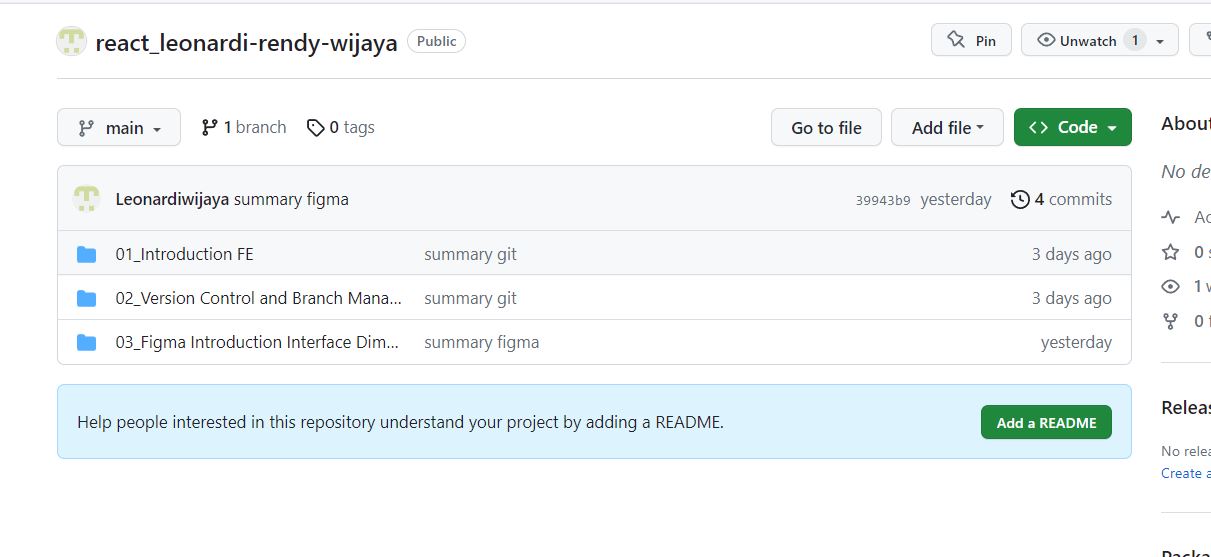 react_leonardi-rendy-wijaya Public Pin Unwatch 1
main 1 branch 0 tags Go to file Add file <> Code
About
No de
Leonardiwijaya summary figma 39943b9 yesterday 4 commits
Ac
01_Introduction FE summary git 3 days ago
0 s
02_Version Control and Branch Mana... summary git 3 days ago
1 w
03_Figma Introduction Interface Dim... summary figma yesterday
0 f
Help people interested in this repository understand your project by adding a README. Add a README
Releas
No relea
Create a
Packa